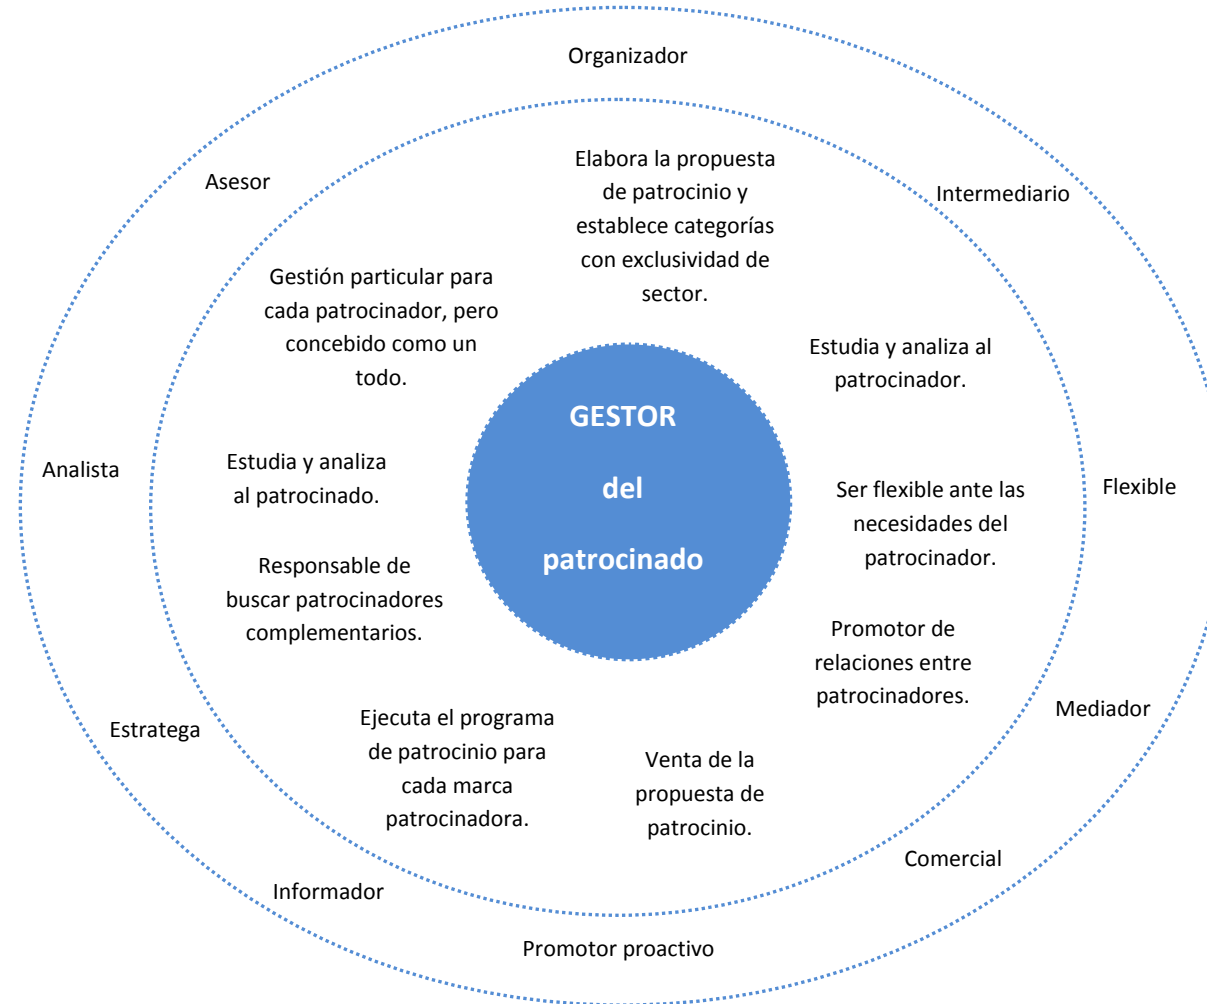 Organizador
Asesor
Intermediario
Elabora la propuesta
de patrocinio y
establece categorías
con exclusividad de
sector.
Gestión particular para
cada patrocinador, pero
concebido como un
todo.
Estudia y analiza al
patrocinador.
GESTOR
del
patrocinado
Analista
Estudia y analiza
al patrocinado.
Ser flexible ante las
necesidades del
patrocinador.
Flexible
Responsable de
buscar patrocinadores
complementarios.
Promotor de
relaciones entre
patrocinadores.
Mediador
Estratega
Ejecuta el programa
de patrocinio para
cada marca
patrocinadora.
Venta de la
propuesta de
patrocinio.
Comercial
Informador
Promotor proactivo